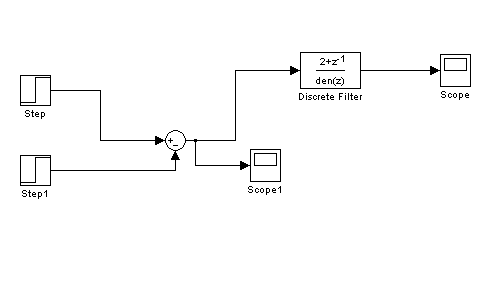 2+z-1
den(z)
Discrete Filter
Scope
Step
+
-
Scope1
Step1